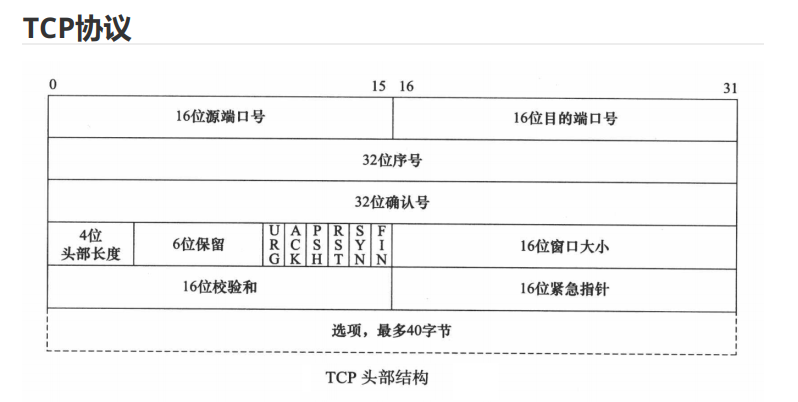 TCP协议
0 15 16 31
16位源端口号 16位目的端口号
32位序号
32位确认号
4位
头部长度 6位保留 URG ACK PSH RST SYN FIN 16位窗口大小
16位校验和 16位紧急指针
选项，最多40字节
TCP 头部结构